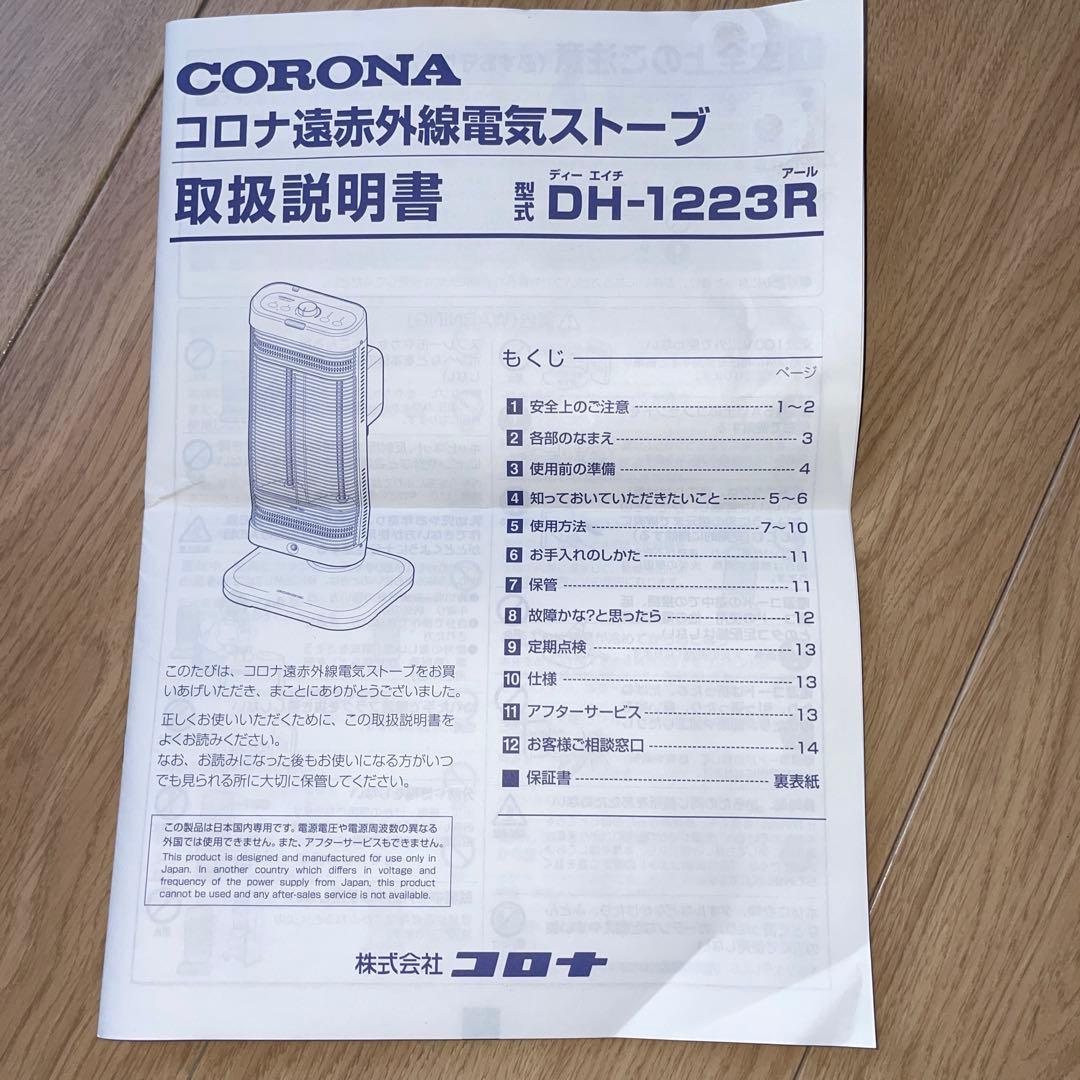 CORONA
コロナ遠赤外線電気ストーブ
取扱説明書 型式 DH-1223R
ディー エイチ アール
もくじ
ページ
1 安全上のご注意 1～2
2 各部のなまえ 3
3 使用前の準備 4
4 知っておいていただきたいこと 5～6
5 使用方法 7～10
6 お手入れのしかた 11
7 保管 11
8 故障かな?と思ったら 12
9 定期点検 13
10 仕様 13
11 アフターサービス 13
12 お客様ご相談窓口 14
保証書 裏表紙
このたびは、コロナ遠赤外線電気ストーブをお買
いあげいただき、まことにありがとうございました。
正しくお使いいただくために、この取扱説明書を
よくお読みください。
なお、お読みになった後もお使いになる方がいつ
でも見られる所に大切に保管してください。
この製品は日本国内専用です。電源電圧や電源周波数の異なる
外国では使用できません。また、アフターサービスもできません。
This product is designed and manufactured for use only in
Japan. In another country which differs in voltage and
frequency of the power supply from Japan, this product
cannot be used and any after-sales service is not available.
株式会社 コロナ